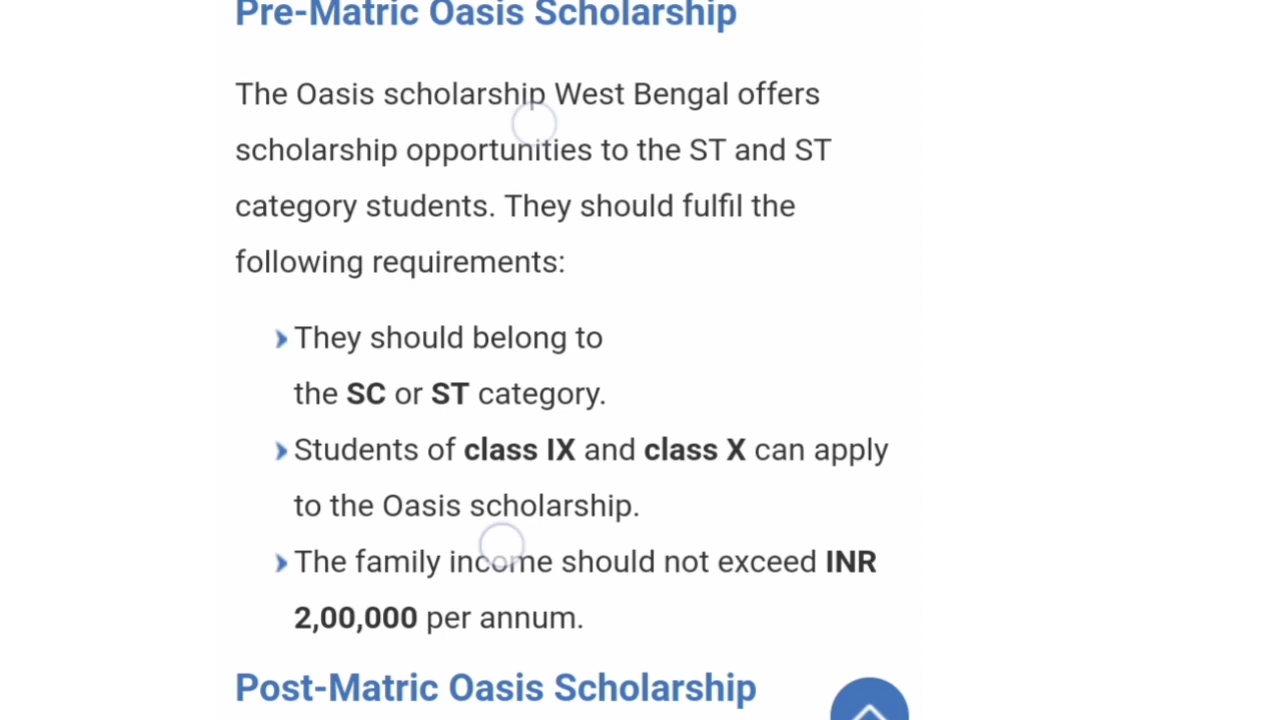 Pre-Matric Oasis Scholarship
The Oasis scholarship West Bengal offers
scholarship opportunities to the ST and ST
category students. They should fulfil the
following requirements:
They should belong to
the SC or ST category.
Students of class IX and class X can apply
to the Oasis scholarship.
The family income should not exceed INR
2,00,000 per annum.
Post-Matric Oasis Scholarship